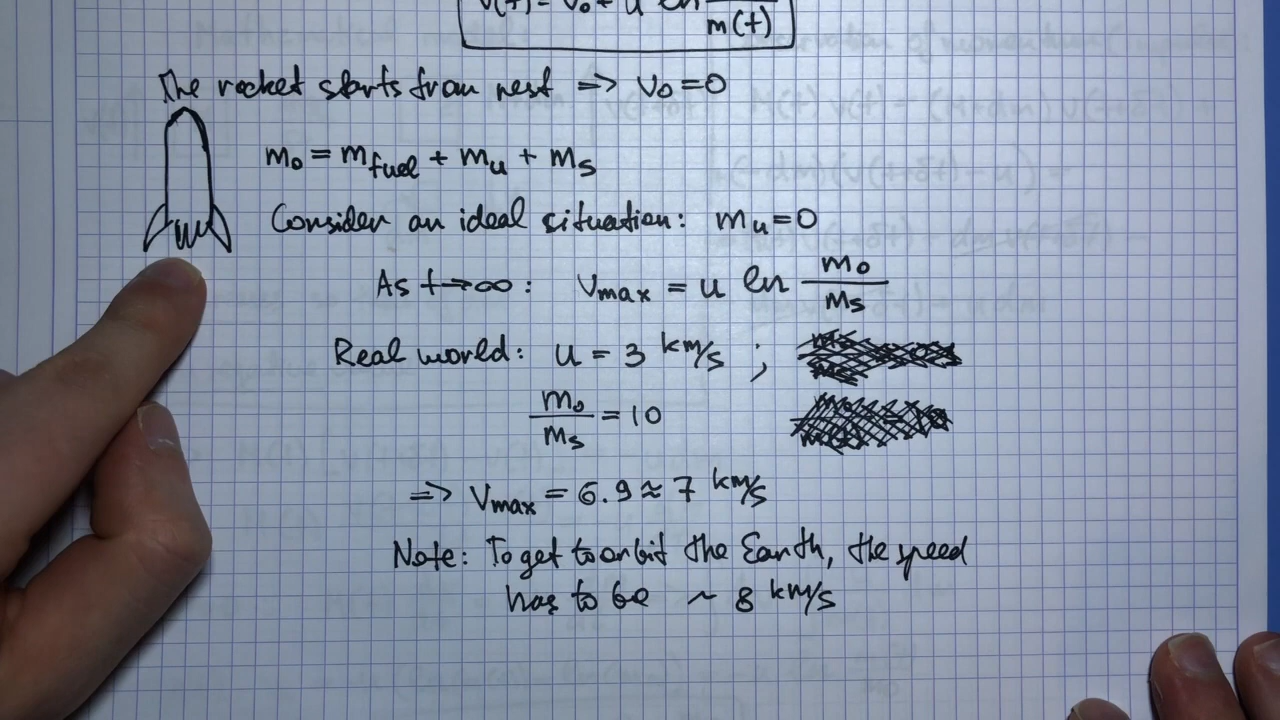 v(t) = v₀ + u ln /m(t)
The rocket starts from rest => v₀ = 0
m₀ = m_fuel + m_u + m_s
Consider an ideal situation: m_u = 0
As t→∞: v_max = u ln m₀/m_s
Real world: u = 3 km/s ;
m₀/m_s = 10
=> v_max = 6.9 ≈ 7 km/s
Note: To get to orbit the Earth, the speed
has to be ~ 8 km/s